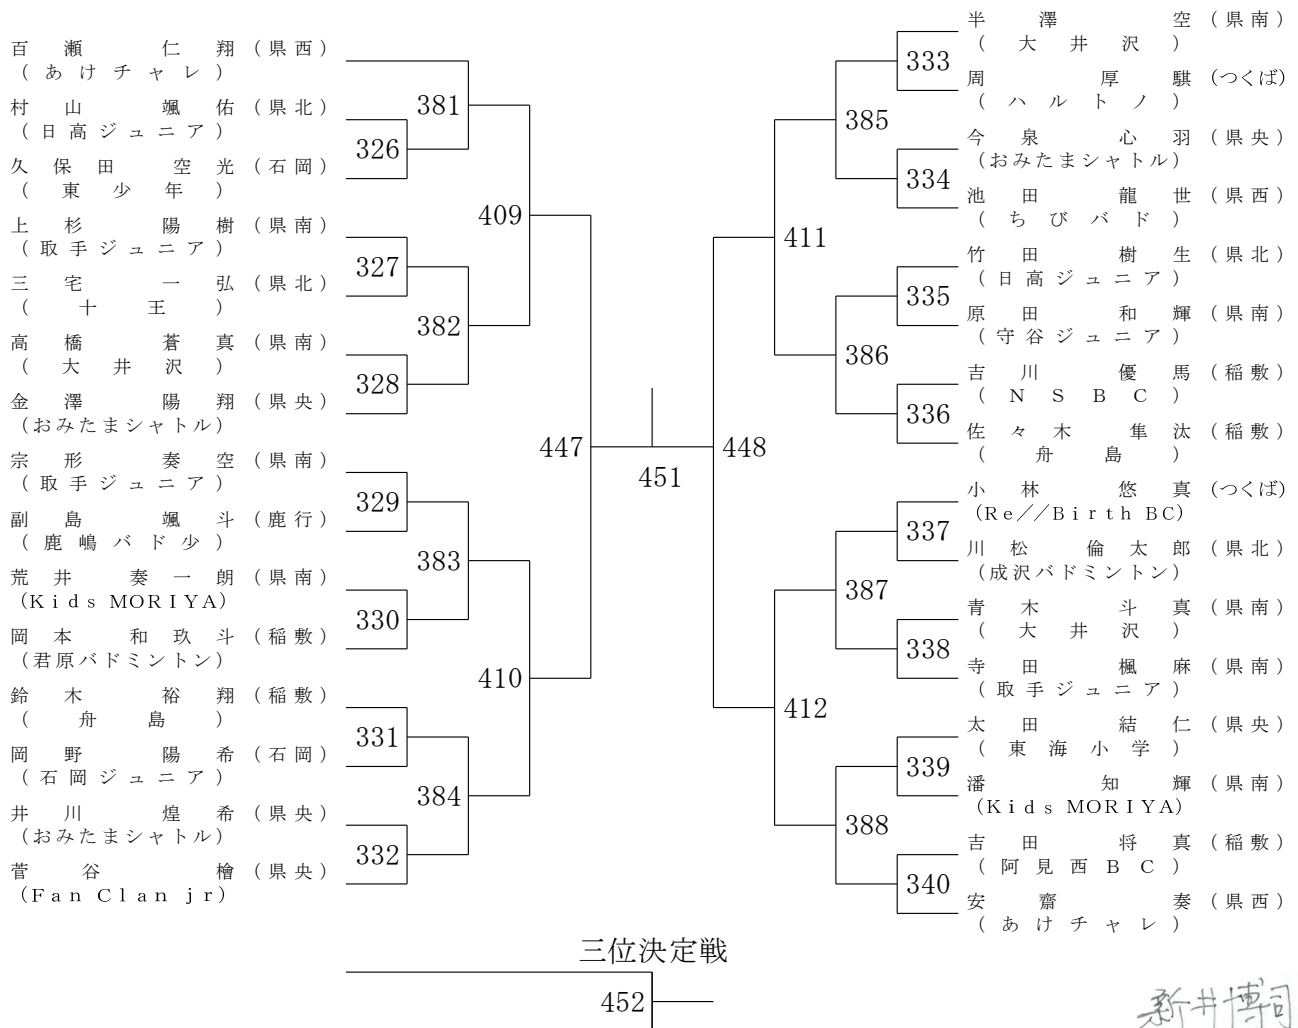 百瀬 仁翔 (県西)
(あけチャレ)
村山 颯佑 (県北)
(日高ジュニア)
久保田 空光 (石岡)
(東少年)
上杉 陽樹 (県南)
(取手ジュニア)
三宅 一弘 (県北)
(十王)
高橋 蒼真 (県南)
(大井沢)
金澤 陽翔 (県央)
(おみたまシャトル)
宗形 奏空 (県南)
(取手ジュニア)
副島 颯斗 (鹿行)
(鹿嶋バド少)
荒井 奏一朗 (県南)
(Kids MORIYA)
岡本 和玖斗 (稲敷)
(君原バドミントン)
鈴木 裕翔 (稲敷)
(舟島)
岡野 陽希 (石岡)
(石岡ジュニア)
井川 煌希 (県央)
(おみたまシャトル)
菅谷 檜 (県央)
(Fan Clan jr)
326
327
328
329
330
331
332
381
382
383
384
409
410
447
451
448
411
412
385
386
387
388
333
334
335
336
337
338
339
340
半澤 空 (県南)
(大井沢)
周 厚騏 (つくば)
(ハルトノ)
今泉 心羽 (県央)
(おみたまシャトル)
池田 龍世 (県西)
(ちびバド)
竹田 樹生 (県北)
(日高ジュニア)
原田 和輝 (県南)
(守谷ジュニア)
吉川 優馬 (稲敷)
(NSBC)
佐々木 隼汰 (稲敷)
(舟島)
小林 悠真 (つくば)
(Re//Birth BC)
川松 倫太郎 (県北)
(成沢バドミントン)
青木 斗真 (県南)
(大井沢)
寺田 楓麻 (県南)
(取手ジュニア)
太田 結仁 (県央)
(東海小学)
潘 知輝 (県南)
(Kids MORIYA)
吉田 将真 (稲敷)
(阿見西BC)
安齋 奏 (県西)
(あけチャレ)
三位決定戦
452
新井博司